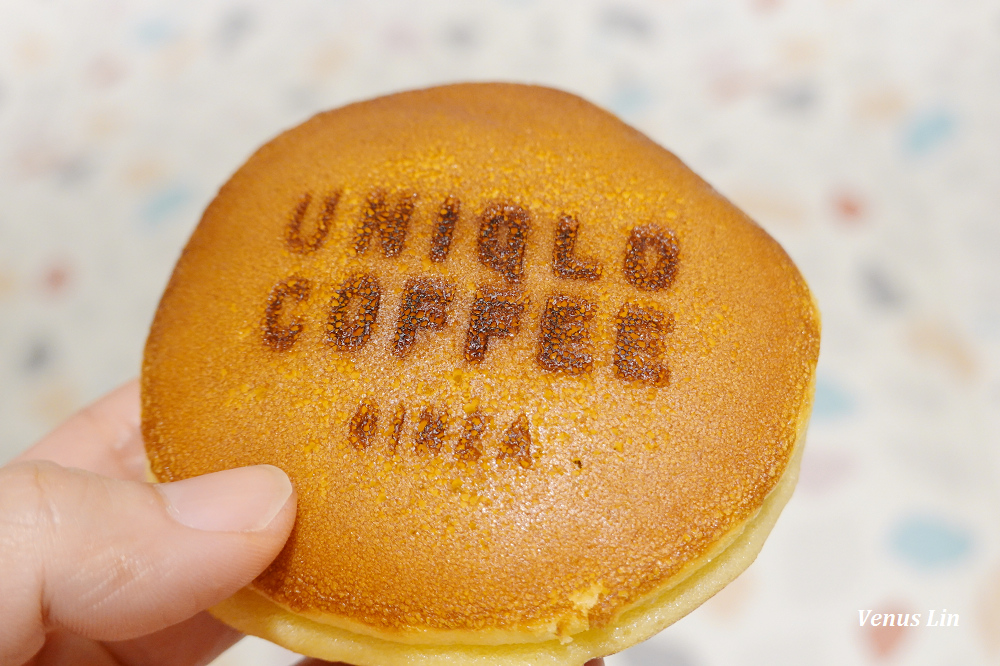 UNIQLO
COFFEE
GINZA
Venus Lin